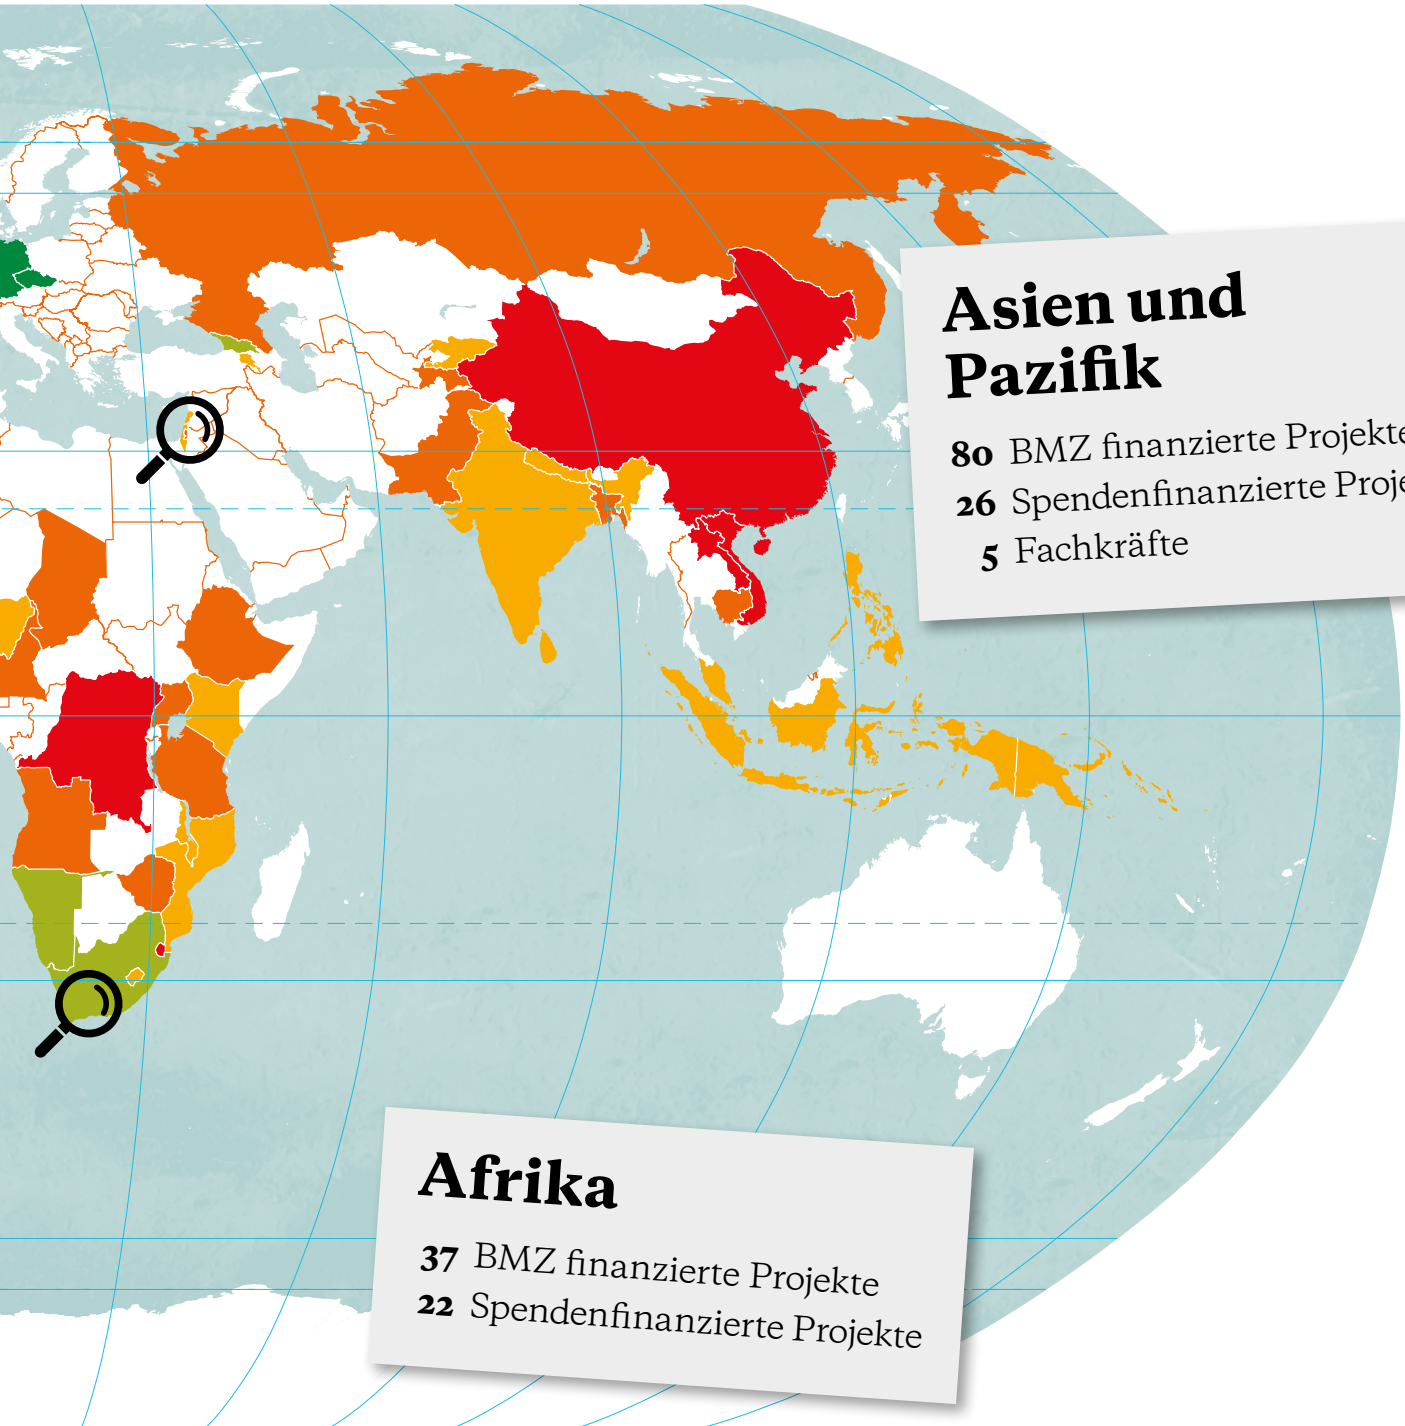 Asien und
Pazifik
80 BMZ finanzierte Projekte
26 Spendenfinanzierte Proje
5 Fachkräfte
Afrika
37 BMZ finanzierte Projekte
22 Spendenfinanzierte Projekte